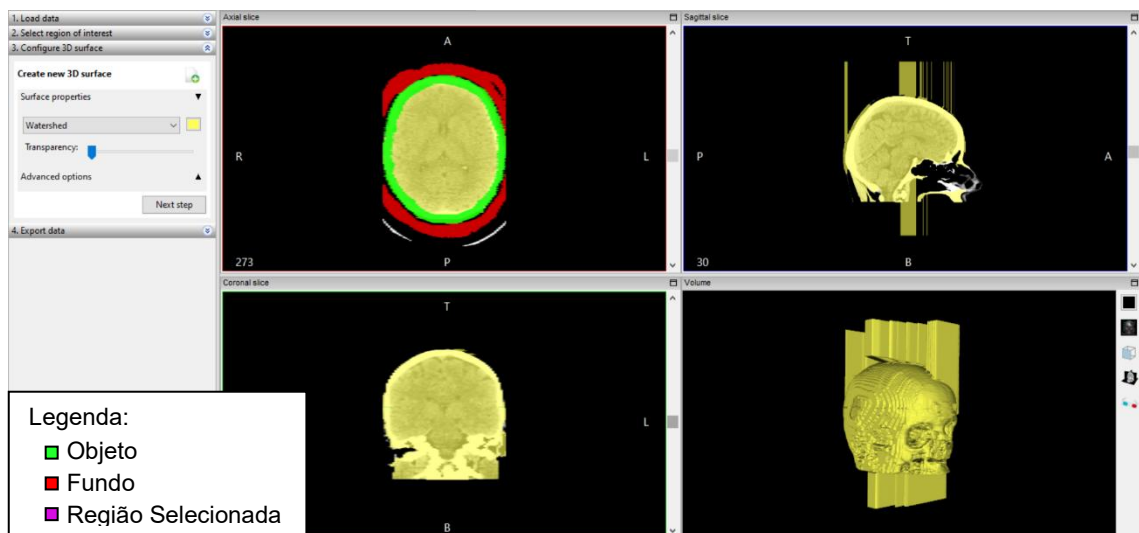 1. Load data
2. Select region of interest
3. Configure 3D surface
Create new 3D surface
Surface properties
Watershed
Transparency:
Advanced options
Next step
4. Export data
Axial slice
A
R
L
273
P
Sagittal slice
T
P
A
30
B
Coronal slice
T
L
B
Volume
Legenda:
Objeto
Fundo
Região Selecionada